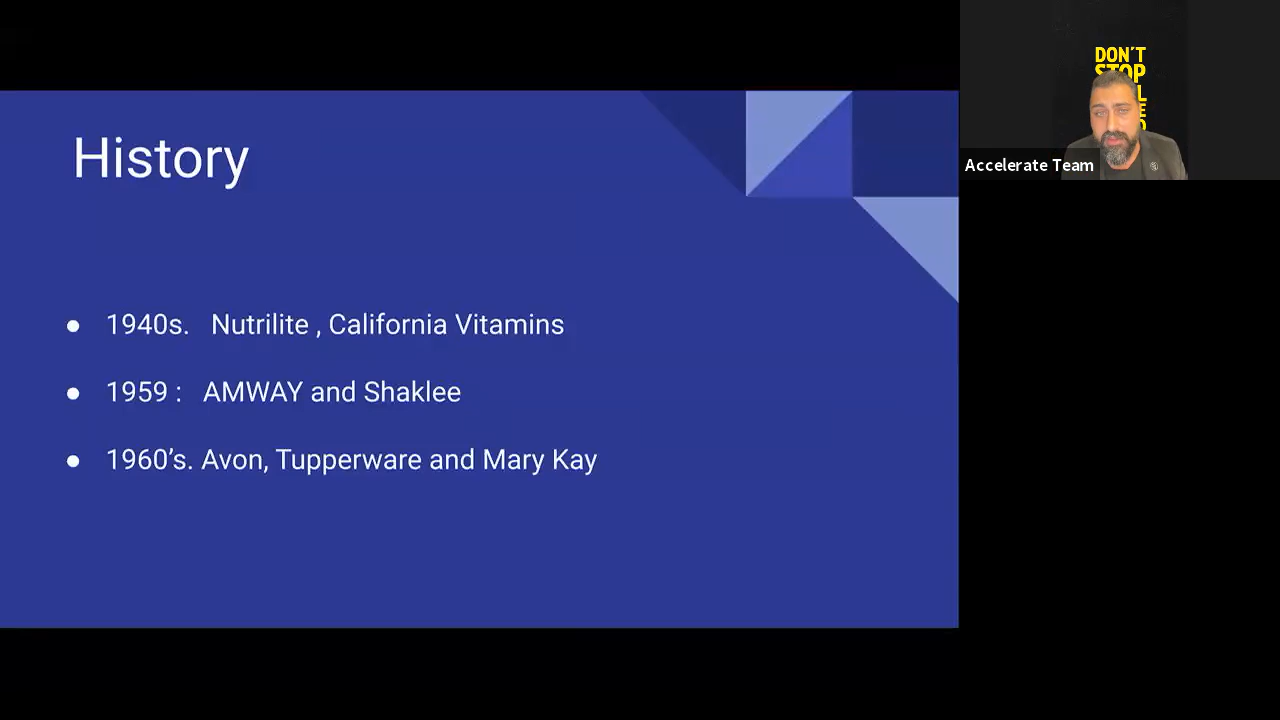 History
● 1940s. Nutrilite , California Vitamins
● 1959 : AMWAY and Shaklee
● 1960’s. Avon, Tupperware and Mary Kay
DON'T
STOP
Accelerate Team